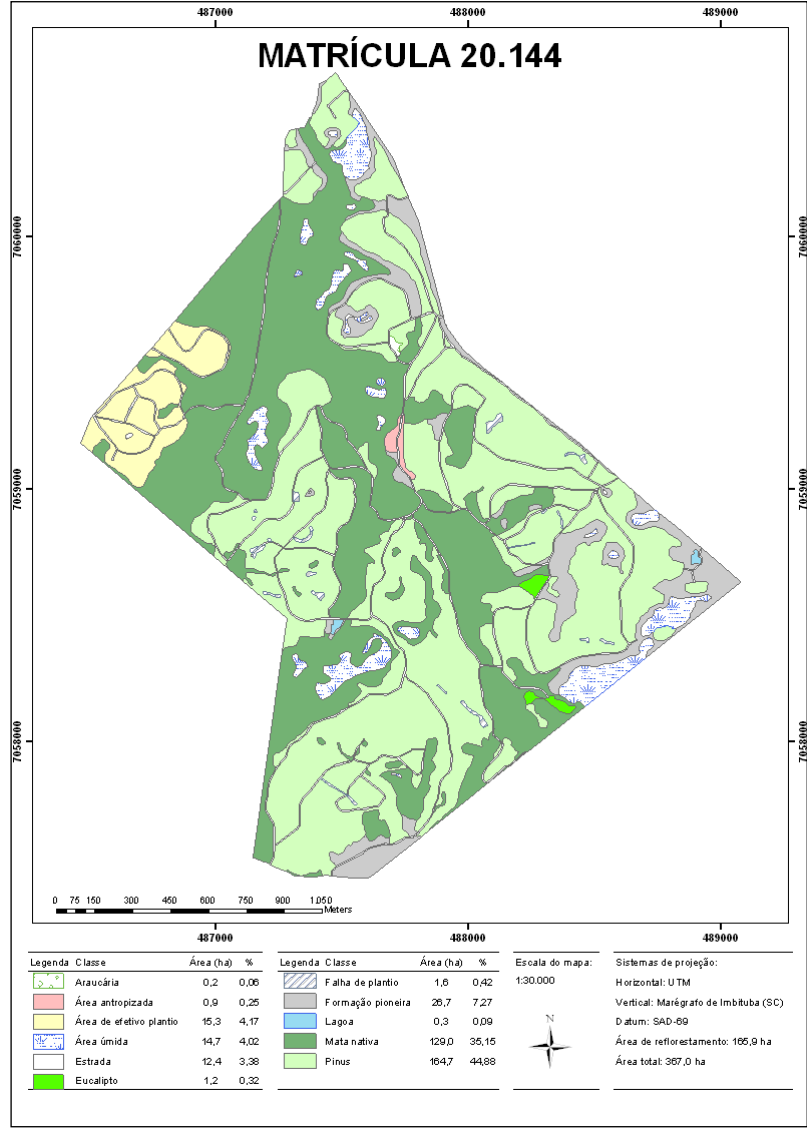 487000 488000 489000
MATRÍCULA 20.144
7060000 7060000
7059000 7059000
7058000 7058000
0 75 150 300 450 600 750 900 1.050
Meters
487000 488000 489000
Legenda Classe Área (ha) %
Araucária 0,2 0,06
Área antropizada 0,9 0,25
Área de efetivo plantio 15,3 4,17
Área úmida 14,7 4,02
Estrada 12,4 3,38
Eucalipto 1,2 0,32
Legenda Classe Área (ha) %
Falha de plantio 1,6 0,42
Formação pioneira 26,7 7,27
Lagoa 0,3 0,09
Mata nativa 129,0 35,15
Pinus 164,7 44,88
Escala do mapa:
1:30.000
N
Sistemas de projeção:
Horizontal: UTM
Vertical: Marégrafo de Imbituba (SC)
Datum: SAD-69
Área de reflorestamento: 165,9 ha
Área total: 367,0 ha